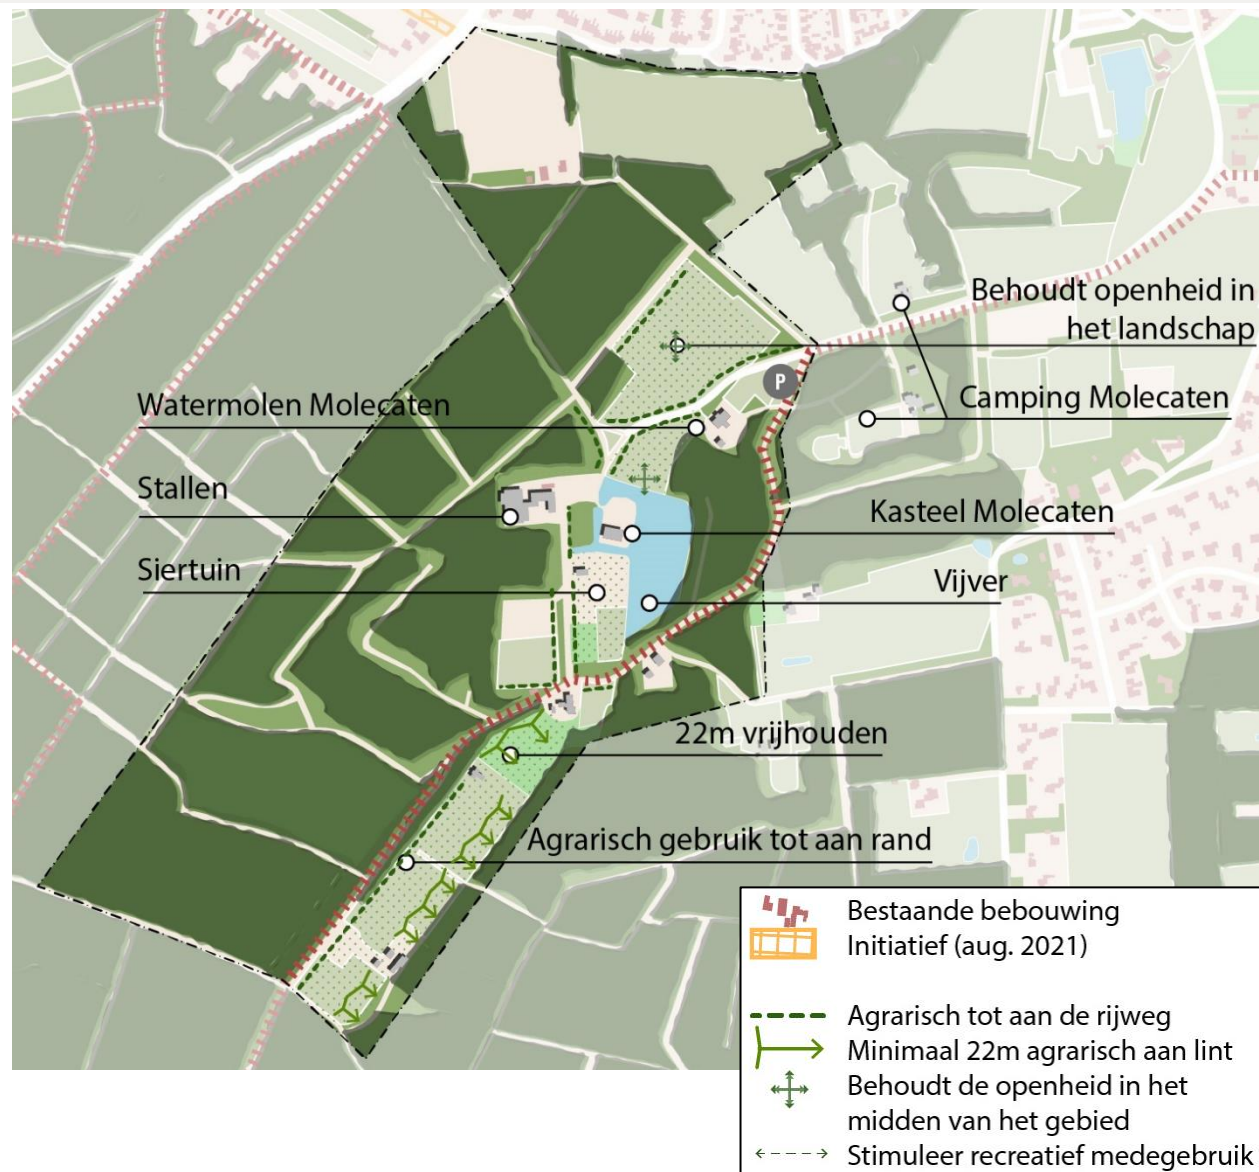 Behoudt openheid in
het landschap
P
Watermolen Molecaten
Camping Molecaten
Stallen
Kasteel Molecaten
Siertuin
Vijver
22m vrijhouden
Agrarisch gebruik tot aan rand
Bestaande bebouwing
Initiatief (aug. 2021)
Agrarisch tot aan de rijweg
Minimaal 22m agrarisch aan lint
Behoudt de openheid in het
midden van het gebied
Stimuleer recreatief medegebruik